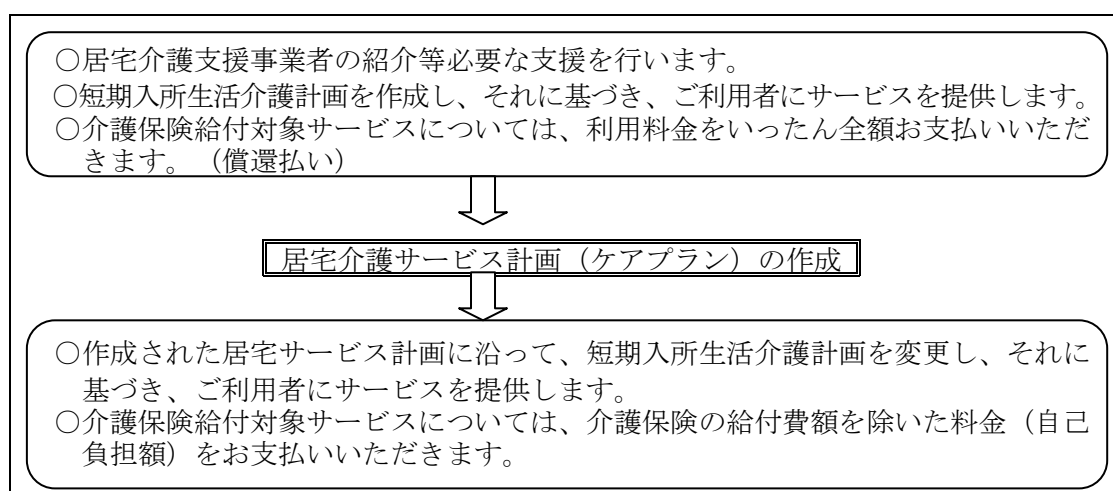 ○居宅介護支援事業者の紹介等必要な支援を行います。
○短期入所生活介護計画を作成し、それに基づき、ご利用者にサービスを提供します。
○介護保険給付対象サービスについては、利用料金をいったん全額お支払いいただ
きます。（償還払い）
居宅介護サービス計画（ケアプラン）の作成
○作成された居宅サービス計画に沿って、短期入所生活介護計画を変更し、それに
基づき、ご利用者にサービスを提供します。
○介護保険給付対象サービスについては、介護保険の給付費額を除いた料金（自己
負担額）をお支払いいただきます。